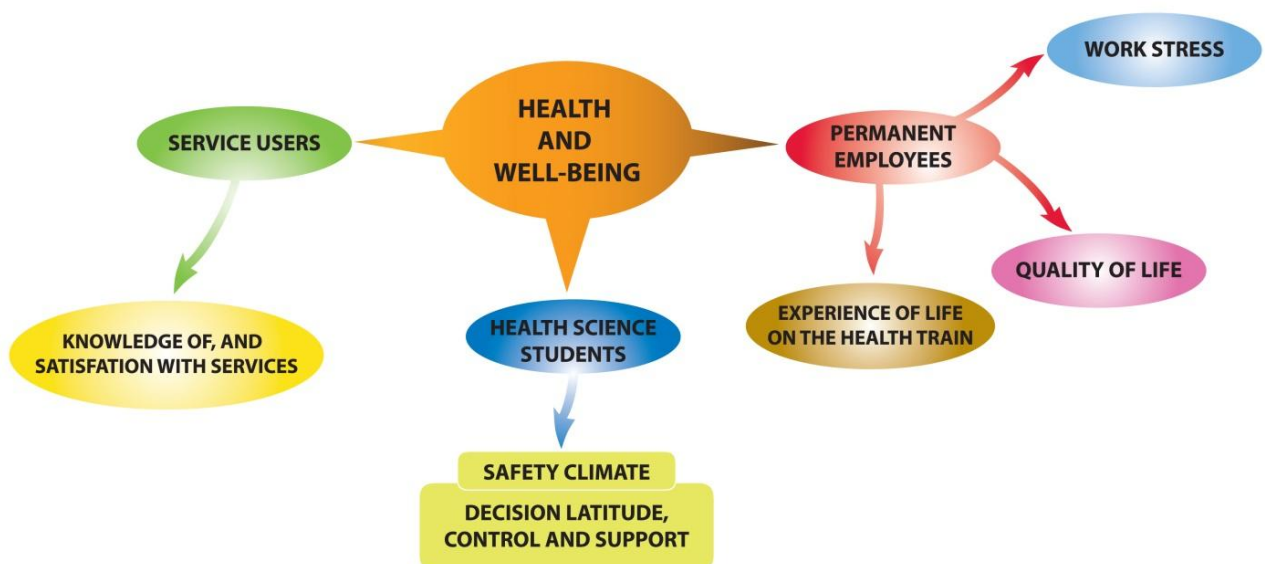 WORK STRESS
HEALTH
AND
WELL-BEING
SERVICE USERS
PERMANENT
EMPLOYEES
QUALITY OF LIFE
KNOWLEDGE OF, AND
SATISFATION WITH SERVICES
HEALTH SCIENCE
STUDENTS
EXPERIENCE OF LIFE
ON THE HEALTH TRAIN
SAFETY CLIMATE
DECISION LATITUDE,
CONTROL AND SUPPORT